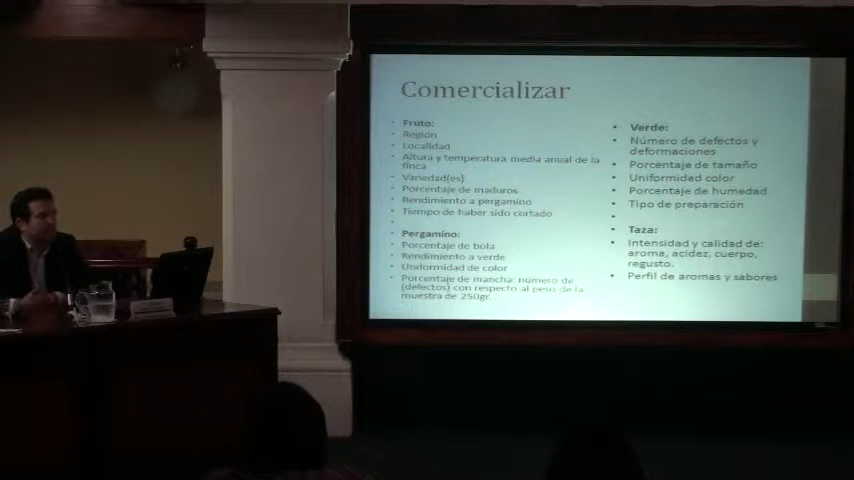 Comercializar
Fruto:
Región
Localidad
Altura y temperatura media anual de la
finca
Variedad(es)
Porcentaje de maduros
Rendimiento a pergamino
Tiempo de haber sido cortado
Pergamino:
Porcentaje de bola
Rendimiento a verde
Uniformidad de color
Porcentaje de mancha: número de
(defectos) con respecto al peso de la
muestra de 250gr.
Verde:
Número de defectos y
deformaciones
Porcentaje de tamaño
Uniformidad color
Porcentaje de humedad
Tipo de preparación
Taza:
Intensidad y calidad de:
aroma, acidez, cuerpo,
regusto.
Perfil de aromas y sabores